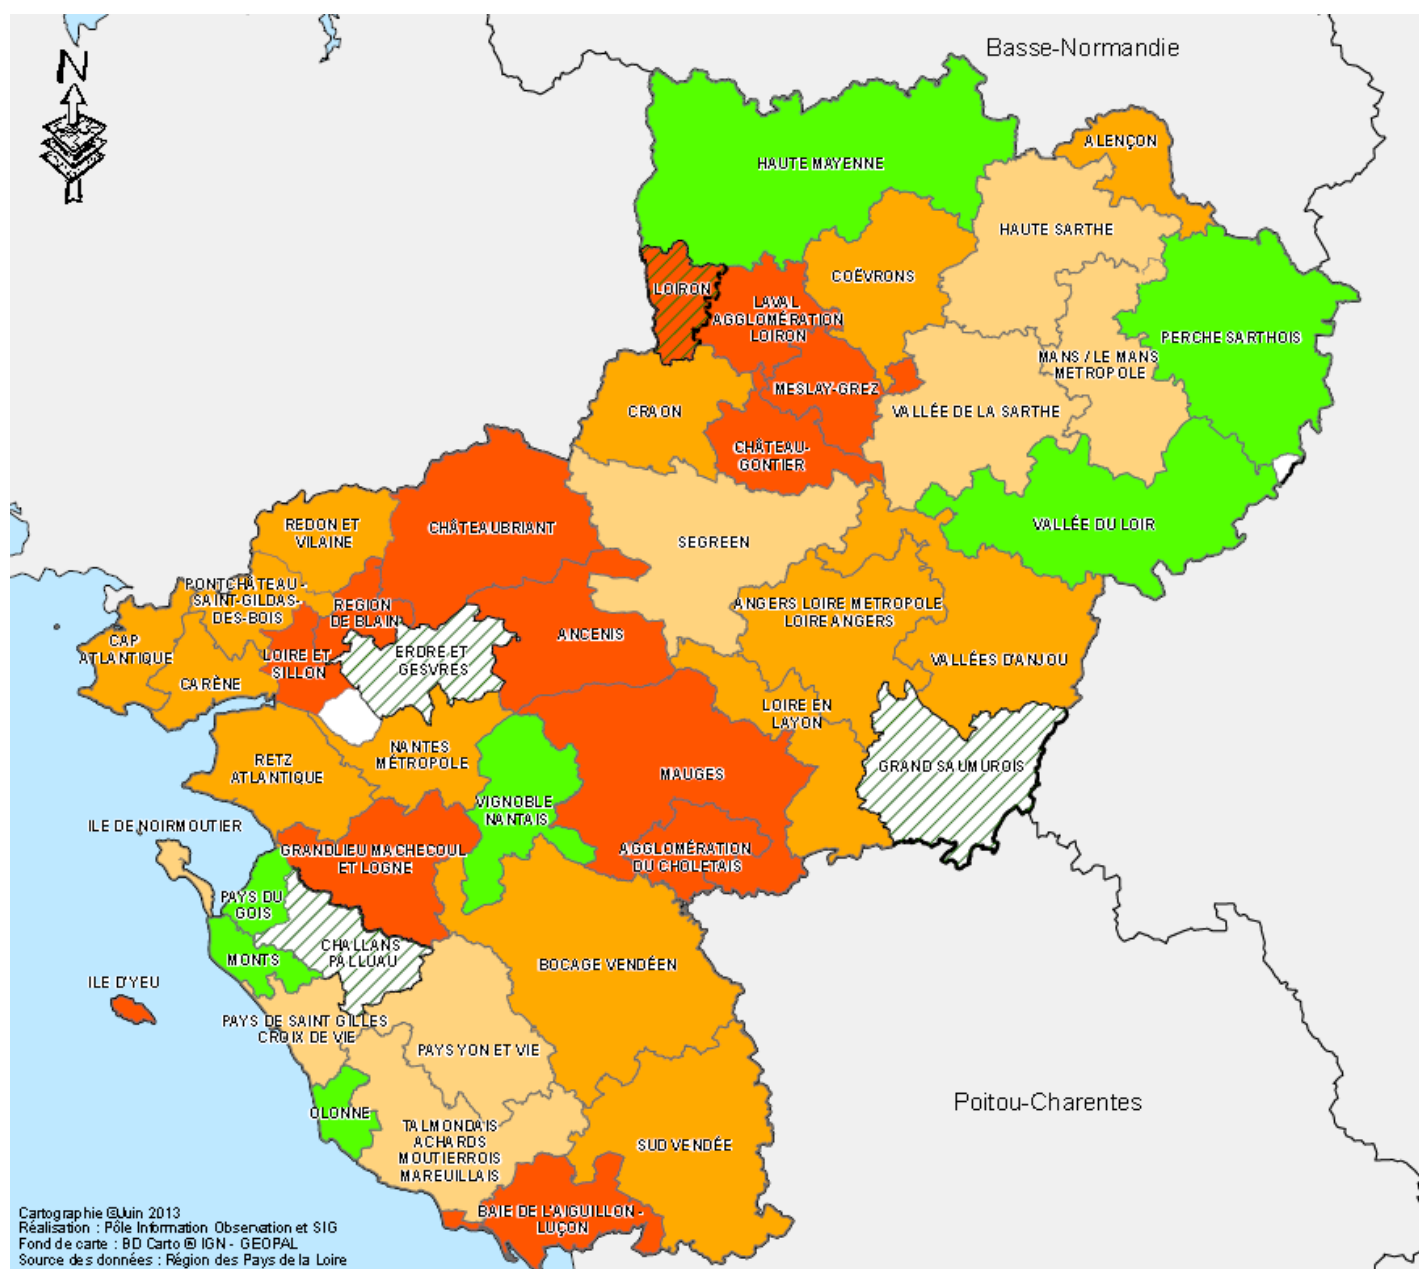 Basse-Normandie
N
ALENÇON
HAUTE MAYENNE
HAUTE SARTHE
COËVRONS
LOIRON
LAVAL
AGGLOMÉRATION
LOIRON
PERCHE SARTHOIS
MANS / LE MANS
METROPOLE
MESLAY-GREZ
CRAON
VALLÉE DE LA SARTHE
CHÂTEAU-
GONTIER
VALLÉE DU LOIR
REDON ET
VILAINE
CHÂTEAUBRIANT
SEGREEN
PONTCHÂTEAU -
SAINT-GILDAS-
DES-BOIS
REGION
DE BLAIN
ANGERS LOIRE METROPOLE
LOIRE ANGERS
ANCENIS
CAP
ATLANTIQUE
LOIRE ET
SILLON
ERDRE ET
GESVRES
VALLÉES D'ANJOU
CARÈNE
LOIRE EN
LAYON
NANTES
MÉTROPOLE
RETZ
ATLANTIQUE
MAUGES
GRAND SAUMUROIS
VIGNOBLE
NANTAIS
ILE DE NOIRMOUTIER
GRANDLIEU MACHECOUL
ET LOGNE
AGGLOMÉRATION
DU CHOLETAIS
PAYS DU
GOIS
CHALLANS
PALLUAU
MONTS
BOCAGE VENDÉEN
ILE D'YEU
PAYS DE SAINT GILLES
CROIX DE VIE
PAYS YON ET VIE
Poitou-Charentes
OLONNE
TALMONDAIS
ACHARDS
MOUTIERROIS
MAREUILLAIS
SUD VENDÉE
BAIE DE L'AIGUILLON -
LUÇON
Cartographie ©Juin 2013
Réalisation : Pôle Information Observation et SIG
Fond de carte : BD Carto ® IGN - GEOPAL
Source des données : Région des Pays de la Loire